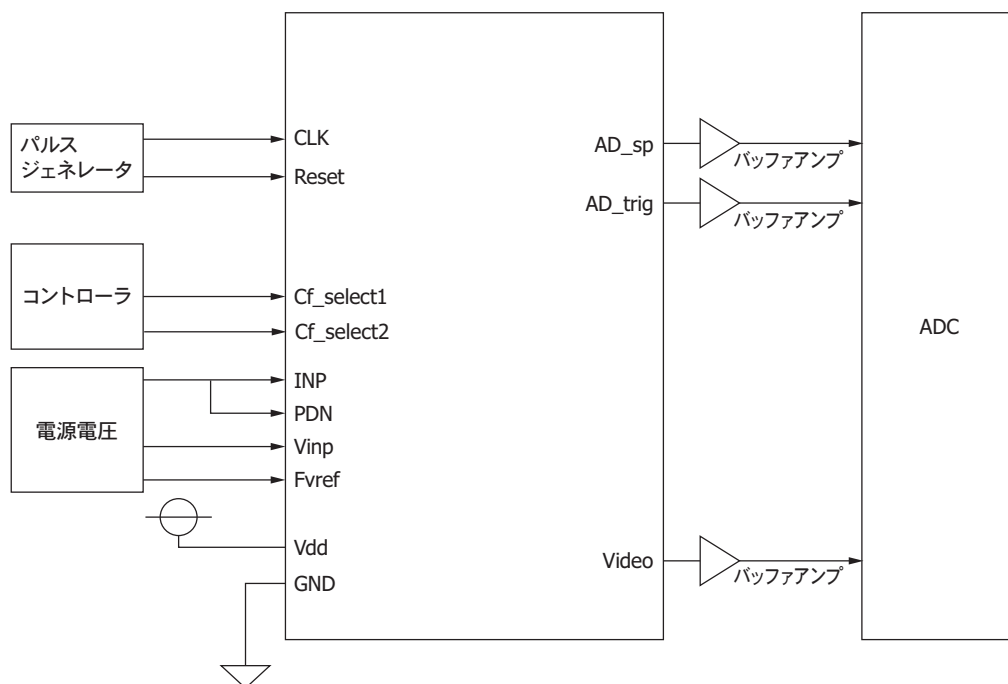 パルス
ジェネレータ
CLK
Reset
コントローラ
Cf_select1
Cf_select2
電源電圧
INP
PDN
Vinp
Fvref
Vdd
GND
AD_sp
バッファアンプ
AD_trig
バッファアンプ
Video
バッファアンプ
ADC